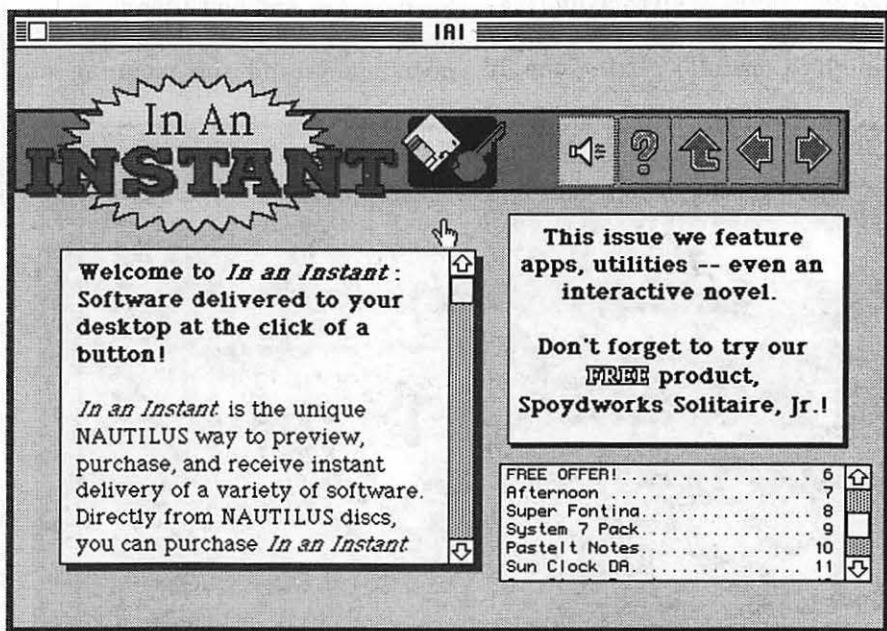 IAI
In An
INSTANT
Welcome to In an Instant:
Software delivered to your
desktop at the click of a
button!
In an Instant is the unique
NAUTILUS way to preview,
purchase, and receive instant
delivery of a variety of software.
Directly from NAUTILUS discs,
you can purchase In an Instant
This issue we feature
apps, utilities -- even an
interactive novel.
Don't forget to try our
FREE product,
Spoydworks Solitaire, Jr.!
FREE OFFER!.................... 6
Afternoon ..................... 7
Super Fontina.................. 8
System 7 Pack.................. 9
PasteIt Notes.................. 10
Sun Clock DA................... 11